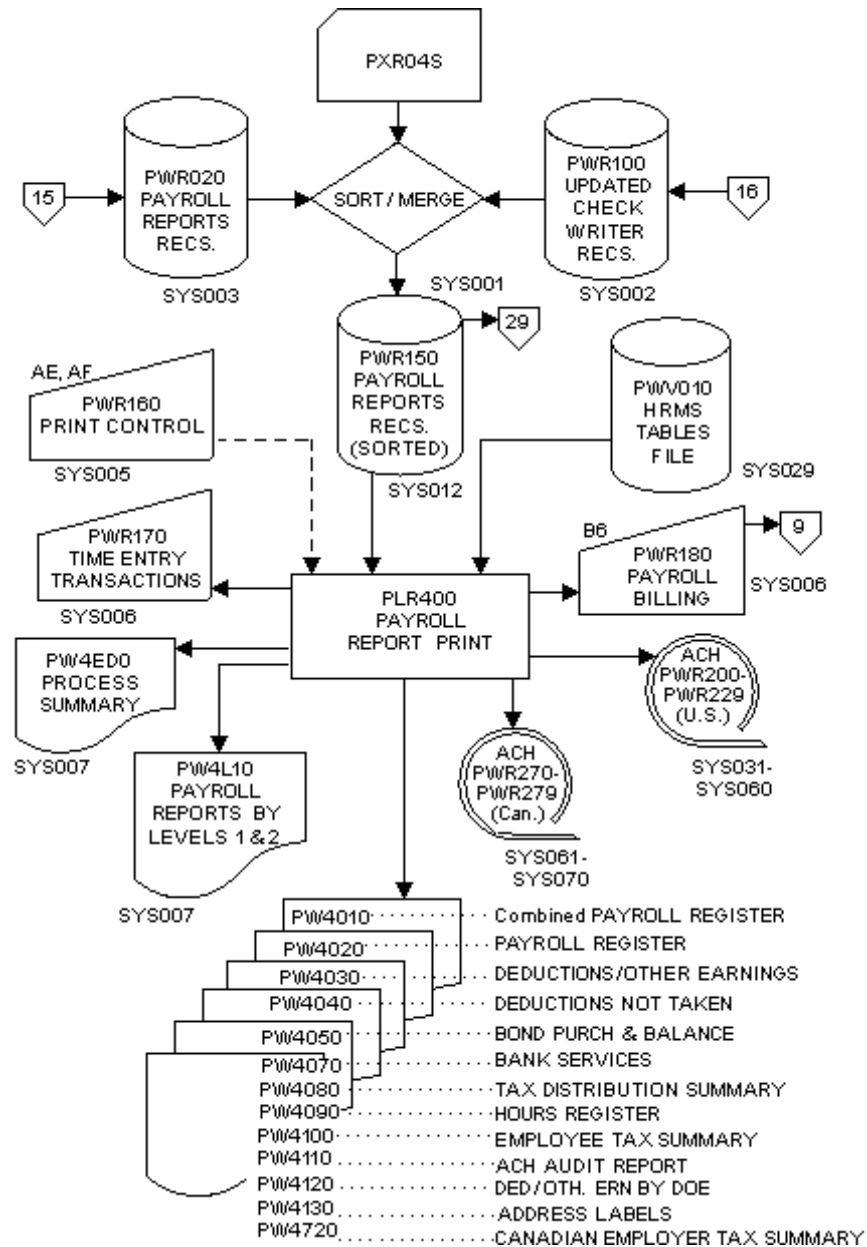 PXR04S
15
PWR020
PAYROLL
REPORTS
RECS.
SYS003
SORT / MERGE
PWR100
UPDATED
CHECK
WRITER
RECS.
SYS002
16
SYS001
PWR150
PAYROLL
REPORTS
RECS.
(SORTED)
SYS012
29
AE, AF
PWR160
PRINT CONTROL
SYS005
PWV010
HRMS
TABLES
FILE
SYS029
PWR170
TIME ENTRY
TRANSACTIONS
SYS006
PLR400
PAYROLL
REPORT PRINT
B6
PWR180
PAYROLL
BILLING
SYS006
9
PW4ED0
PROCESS
SUMMARY
SYS007
PW4L10
PAYROLL
REPORTS BY
LEVELS 1 & 2
SYS007
ACH
PWR270-
PWR279
(Can.)
SYS061-
SYS070
ACH
PWR200-
PWR229
(U.S.)
SYS031-
SYS060
PW4010 Combined PAYROLL REGISTER
PW4020 PAYROLL REGISTER
PW4030 DEDUCTIONS/OTHER EARNINGS
PW4040 DEDUCTIONS NOT TAKEN
PW4050 BOND PURCH & BALANCE
PW4070 BANK SERVICES
PW4080 TAX DISTRIBUTION SUMMARY
PW4090 HOURS REGISTER
PW4100 EMPLOYEE TAX SUMMARY
PW4110 ACH AUDIT REPORT
PW4120 DED/OTH. ERN BY DOE
PW4130 ADDRESS LABELS
PW4720 CANADIAN EMPLOYER TAX SUMMARY